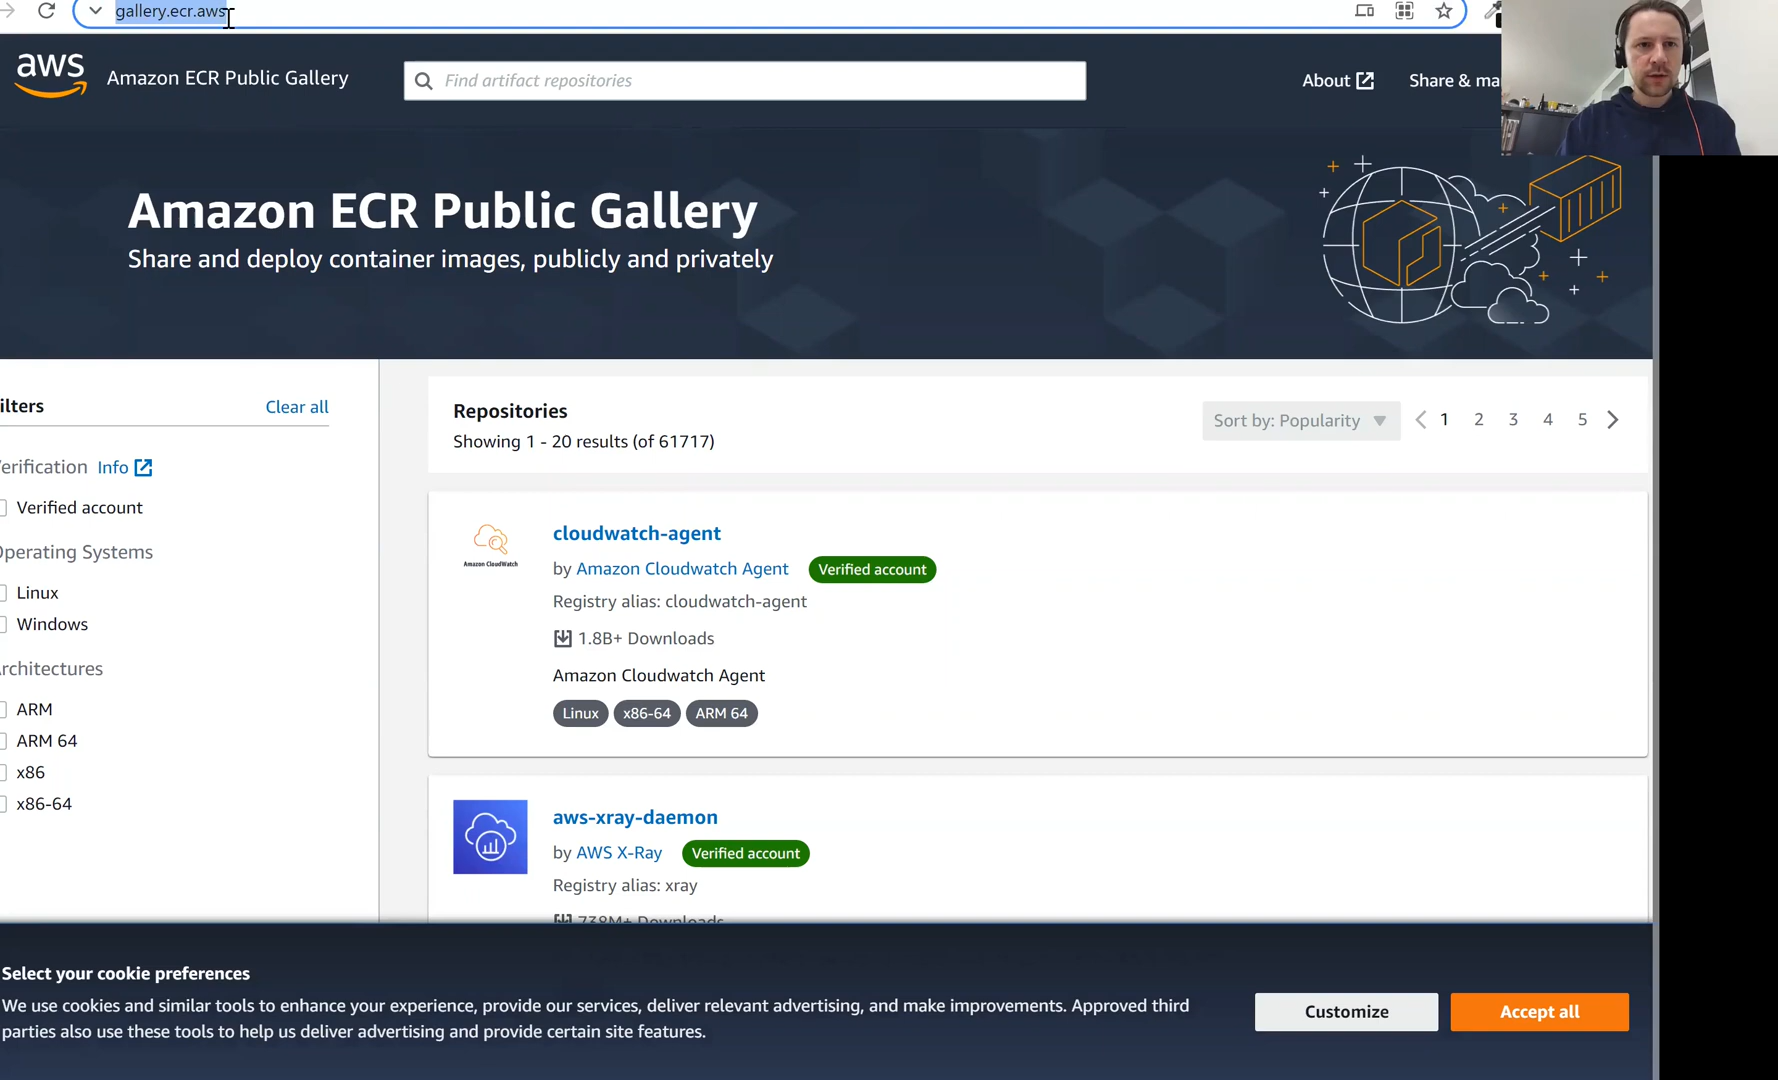 gallery.ecr.aws
aws
Amazon ECR Public Gallery
Find artifact repositories
About
Share & ma
Amazon ECR Public Gallery
Share and deploy container images, publicly and privately
ilters
Clear all
erification Info
Verified account
perating Systems
Linux
Windows
rchitectures
ARM
ARM 64
x86
x86-64
Repositories
Showing 1 - 20 results (of 61717)
Sort by: Popularity
1 2 3 4 5
Amazon CloudWatch
cloudwatch-agent
by Amazon Cloudwatch Agent Verified account
Registry alias: cloudwatch-agent
1.8B+ Downloads
Amazon Cloudwatch Agent
Linux x86-64 ARM 64
aws-xray-daemon
by AWS X-Ray Verified account
Registry alias: xray
738M+ Downloads
Select your cookie preferences
We use cookies and similar tools to enhance your experience, provide our services, deliver relevant advertising, and make improvements. Approved third
parties also use these tools to help us deliver advertising and provide certain site features.
Customize
Accept all